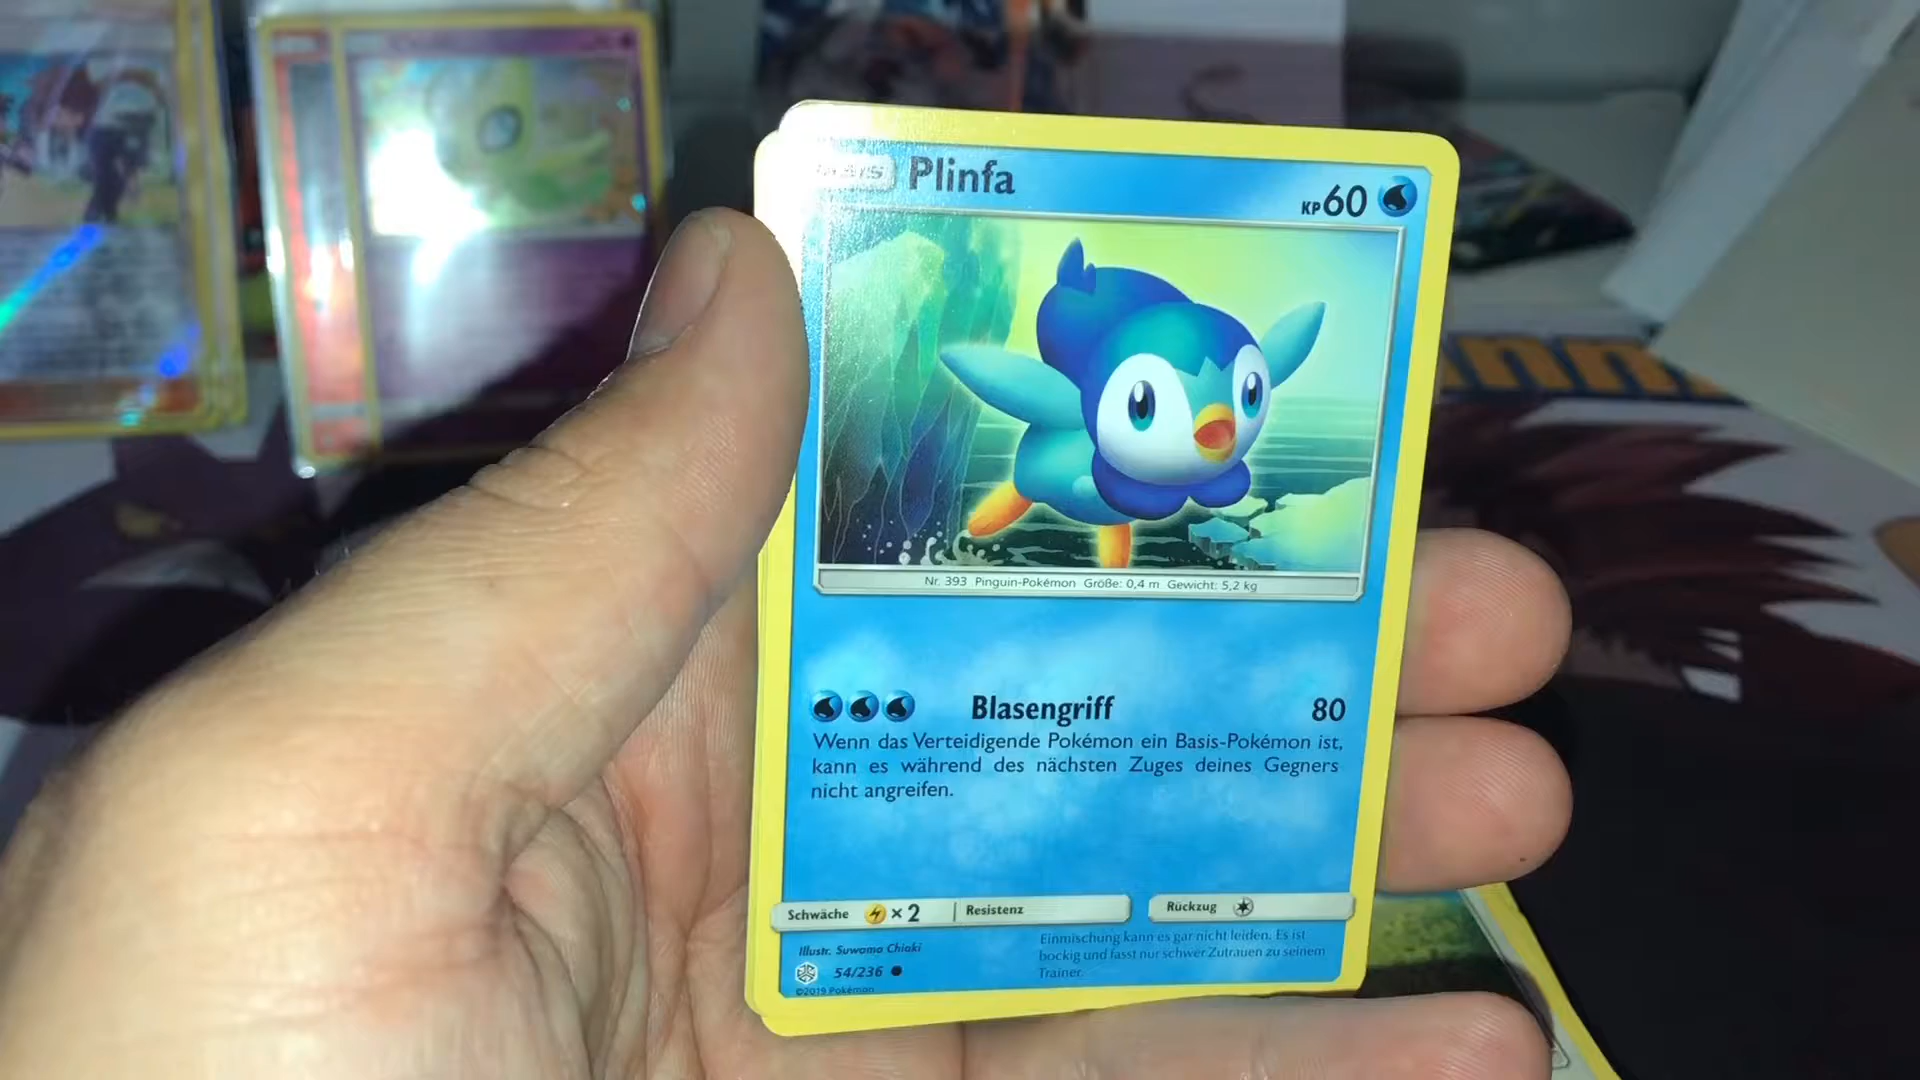 BASIS Plinfa KP60
Nr. 393 Pinguin-Pokémon Größe: 0,4 m Gewicht: 5,2 kg
Blasengriff 80
Wenn das Verteidigende Pokémon ein Basis-Pokémon ist,
kann es während des nächsten Zuges deines Gegners
nicht angreifen.
Schwäche × 2 Resistenz Rückzug
Illustr. Suwama Chiaki
54/236
©2019 Pokémon
Einmischung kann es gar nicht leiden. Es ist
bockig und fasst nur schwer Zutrauen zu seinem
Trainer.